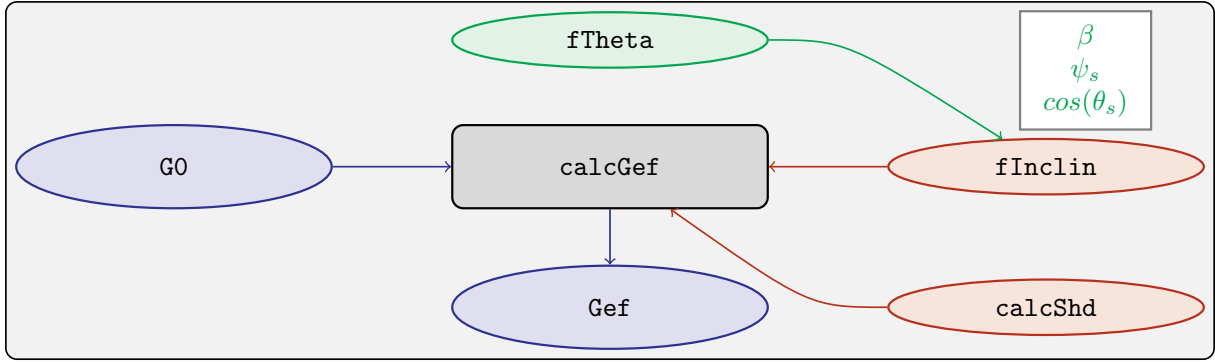 fTheta
β
ψₛ
cos(θₛ)
G0
calcGef
fInclin
Gef
calcShd